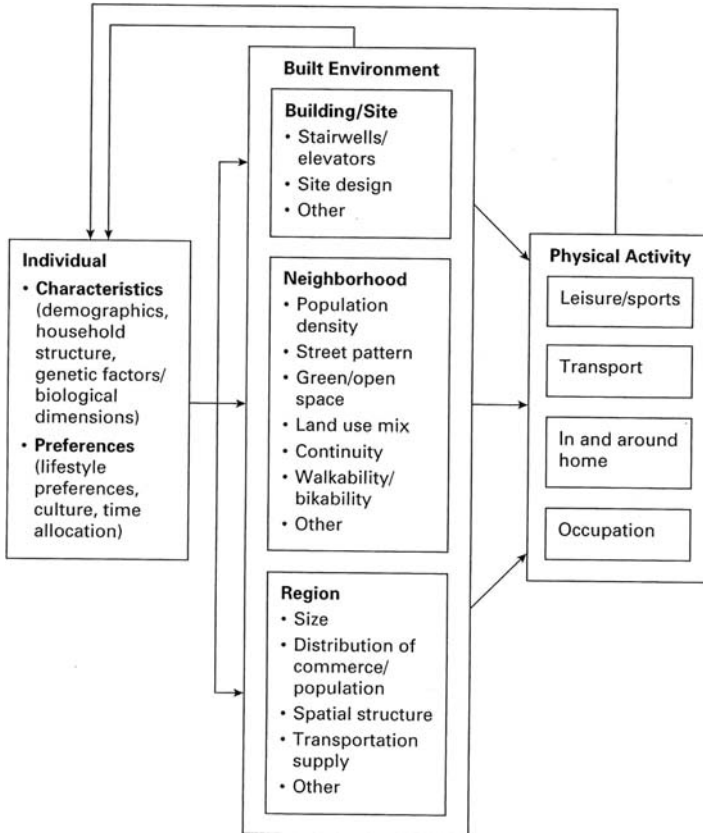 Built Environment
Building/Site
• Stairwells/
elevators
• Site design
• Other
Individual
• Characteristics
(demographics,
household
structure,
genetic factors/
biological
dimensions)
• Preferences
(lifestyle
preferences,
culture, time
allocation)
Neighborhood
• Population
density
• Street pattern
• Green/open
space
• Land use mix
• Continuity
• Walkability/
bikability
• Other
Region
• Size
• Distribution of
commerce/
population
• Spatial structure
• Transportation
supply
• Other
Physical Activity
Leisure/sports
Transport
In and around
home
Occupation